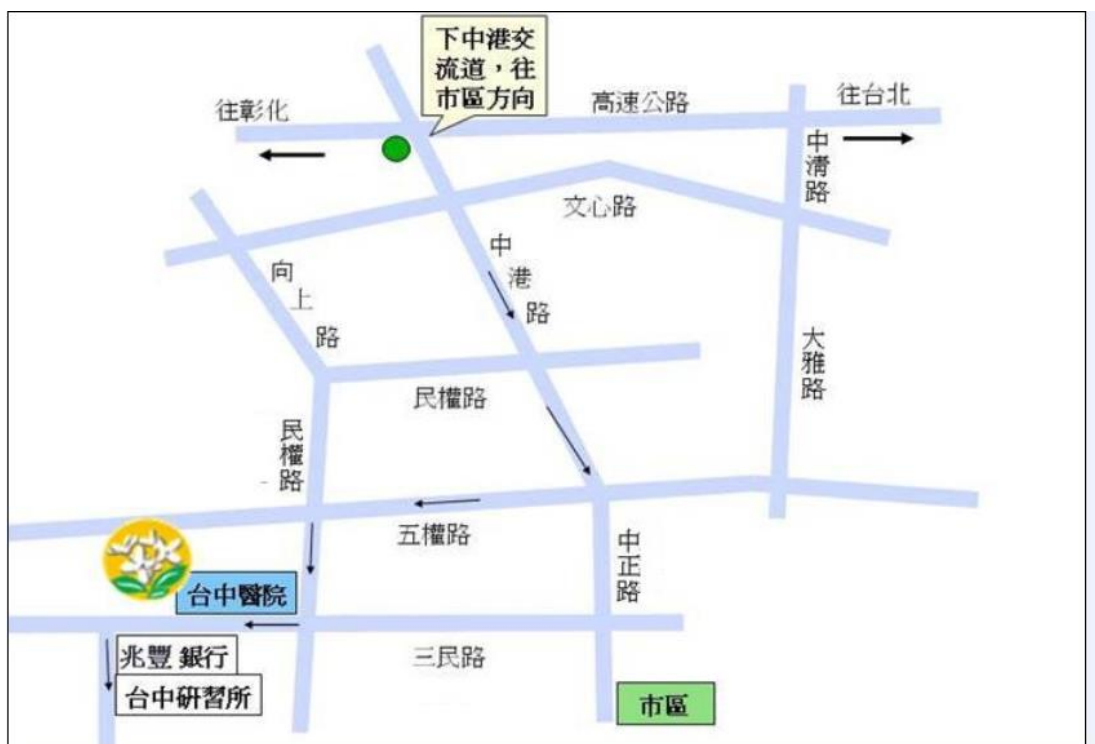 下中港交
流道，往
市區方向
往彰化
高速公路
往台北
中清路
文心路
中港路
向上路
大雅路
民權路
民權路
五權路
中正路
台中醫院
兆豐 銀行
三民路
台中研習所
市區